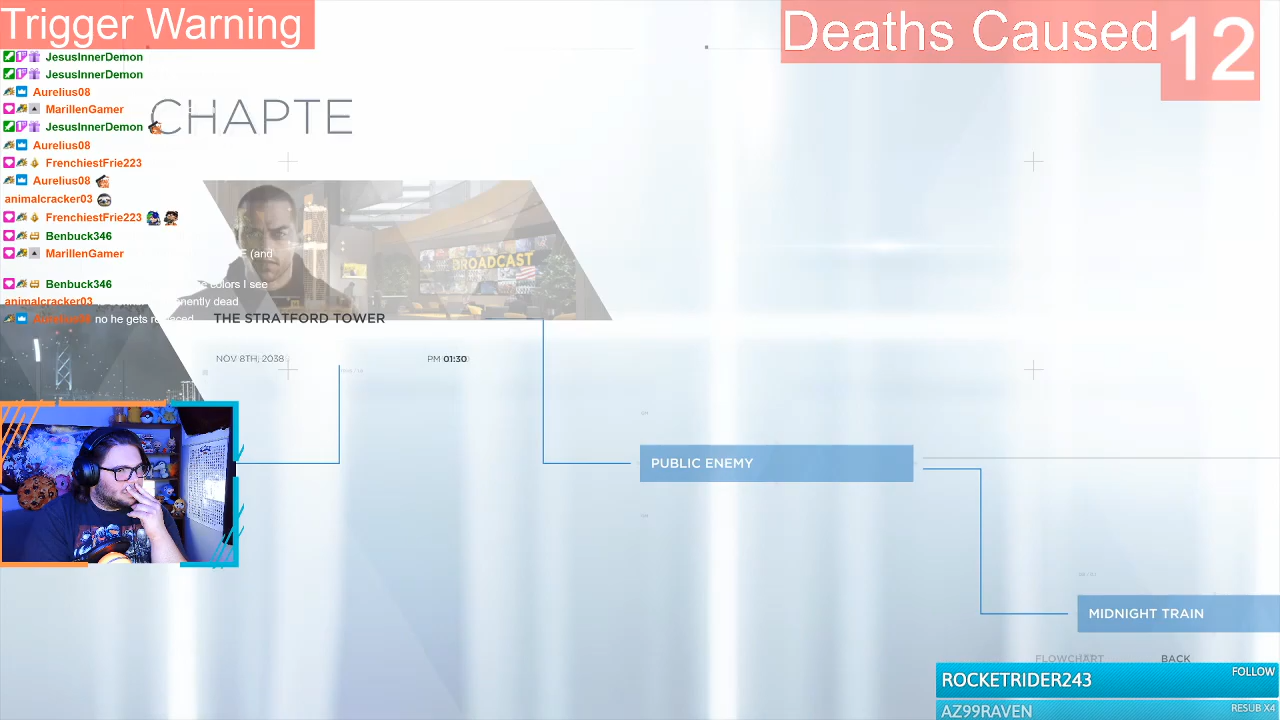 Trigger Warning
Deaths Caused
12
JesusInnerDemon
JesusInnerDemon
Aurelius08
MarillenGamer
CHAPTE
JesusInnerDemon
Aurelius08
FrenchiestFrie223
Aurelius08
animalcracker03
FrenchiestFrie223
Benbuck346
MarillenGamer
(and
Benbuck346
colors I see
animalcracker03
dead
no he gets
BROADCAST
THE STRATFORD TOWER
NOV 8TH, 2038
PM 01:30
PUBLIC ENEMY
MIDNIGHT TRAIN
FLOWCHART
BACK
ROCKETRIDER243
FOLLOW
AZ99RAVEN
RESUB X4